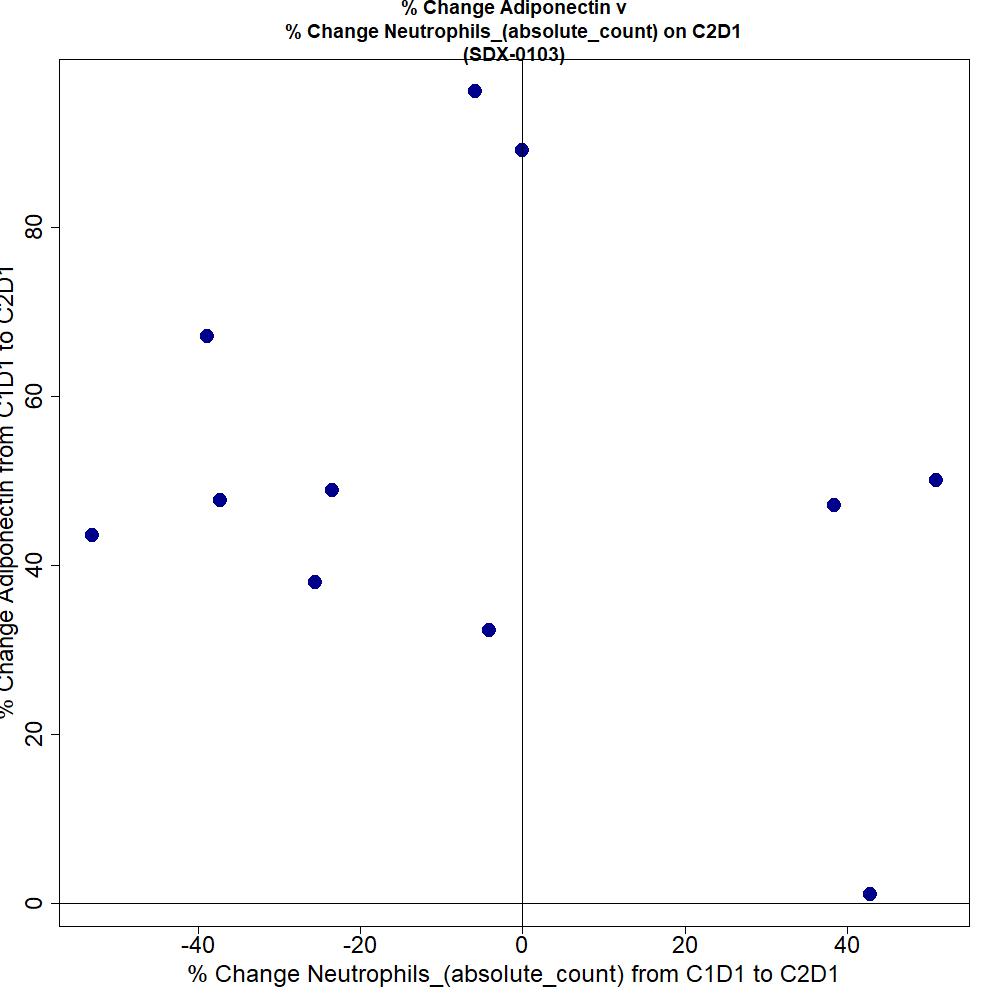 % Change Adiponectin v
% Change Neutrophils_(absolute_count) on C2D1
(SDX-0103)
% Change Adiponectin from C1D1 to C2D1
80
60
40
20
0
-40
-20
0
20
40
% Change Neutrophils_(absolute_count) from C1D1 to C2D1